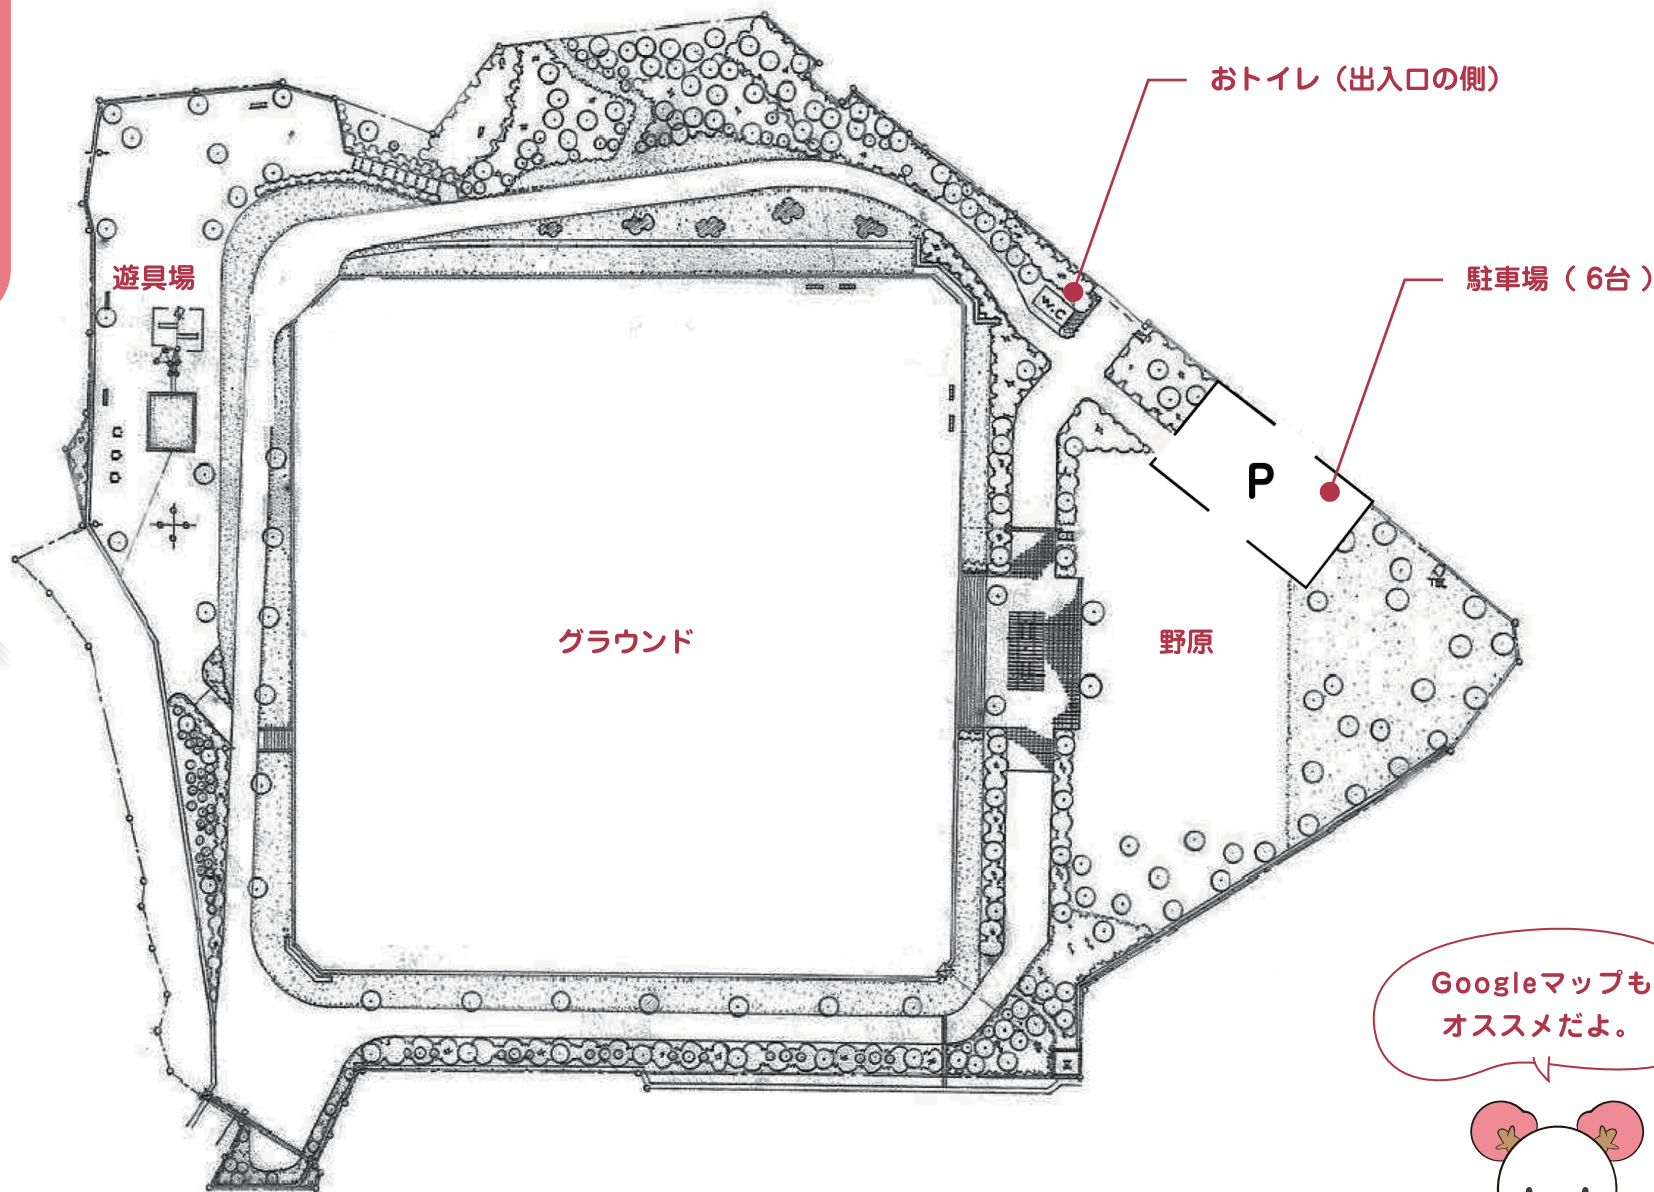 おトイレ（出入口の側）
駐車場（ 6台 ）
遊具場
W.C
P
グラウンド
野原
TEL
Googleマップも
オススメだよ。